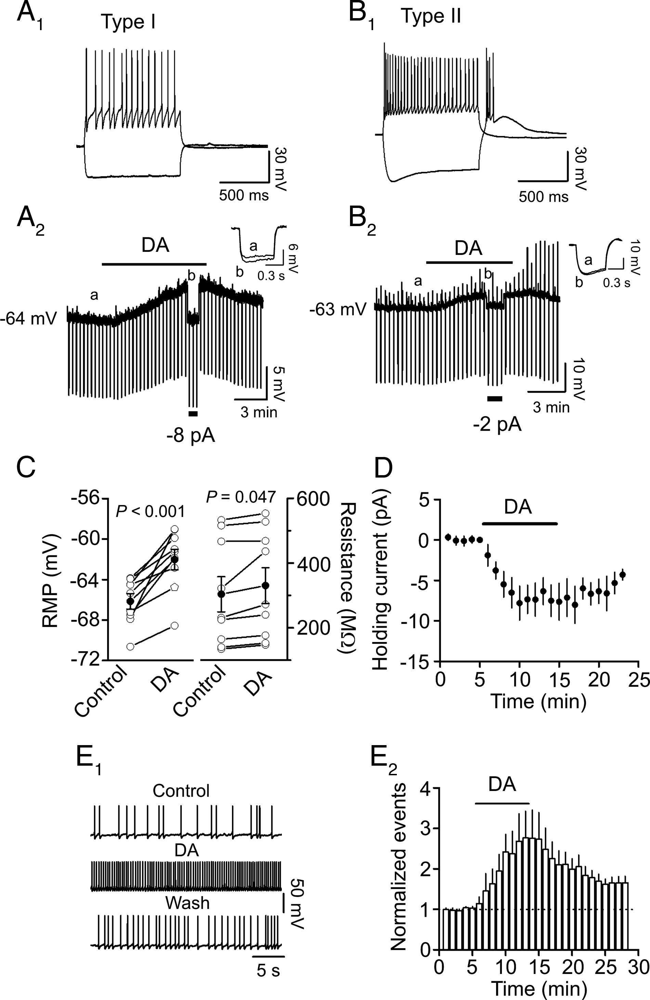 A1
Type I
30 mV
500 ms
B1
Type II
30 mV
500 ms
A2
DA
a
b
-64 mV
a
b
6 mV
0.3 s
5 mV
3 min
-8 pA
B2
DA
a
b
-63 mV
a
b
10 mV
0.3 s
10 mV
3 min
-2 pA
C
RMP (mV)
-56
-60
-64
-68
-72
P < 0.001
Control
DA
P = 0.047
600
400
200
Resistance (MΩ)
Control
DA
D
Holding current (pA)
5
0
-5
-10
-15
DA
0 5 10 15 20 25
Time (min)
E1
Control
DA
Wash
50 mV
5 s
E2
Normalized events
4
3
2
1
0
DA
0 5 10 15 20 25 30
Time (min)